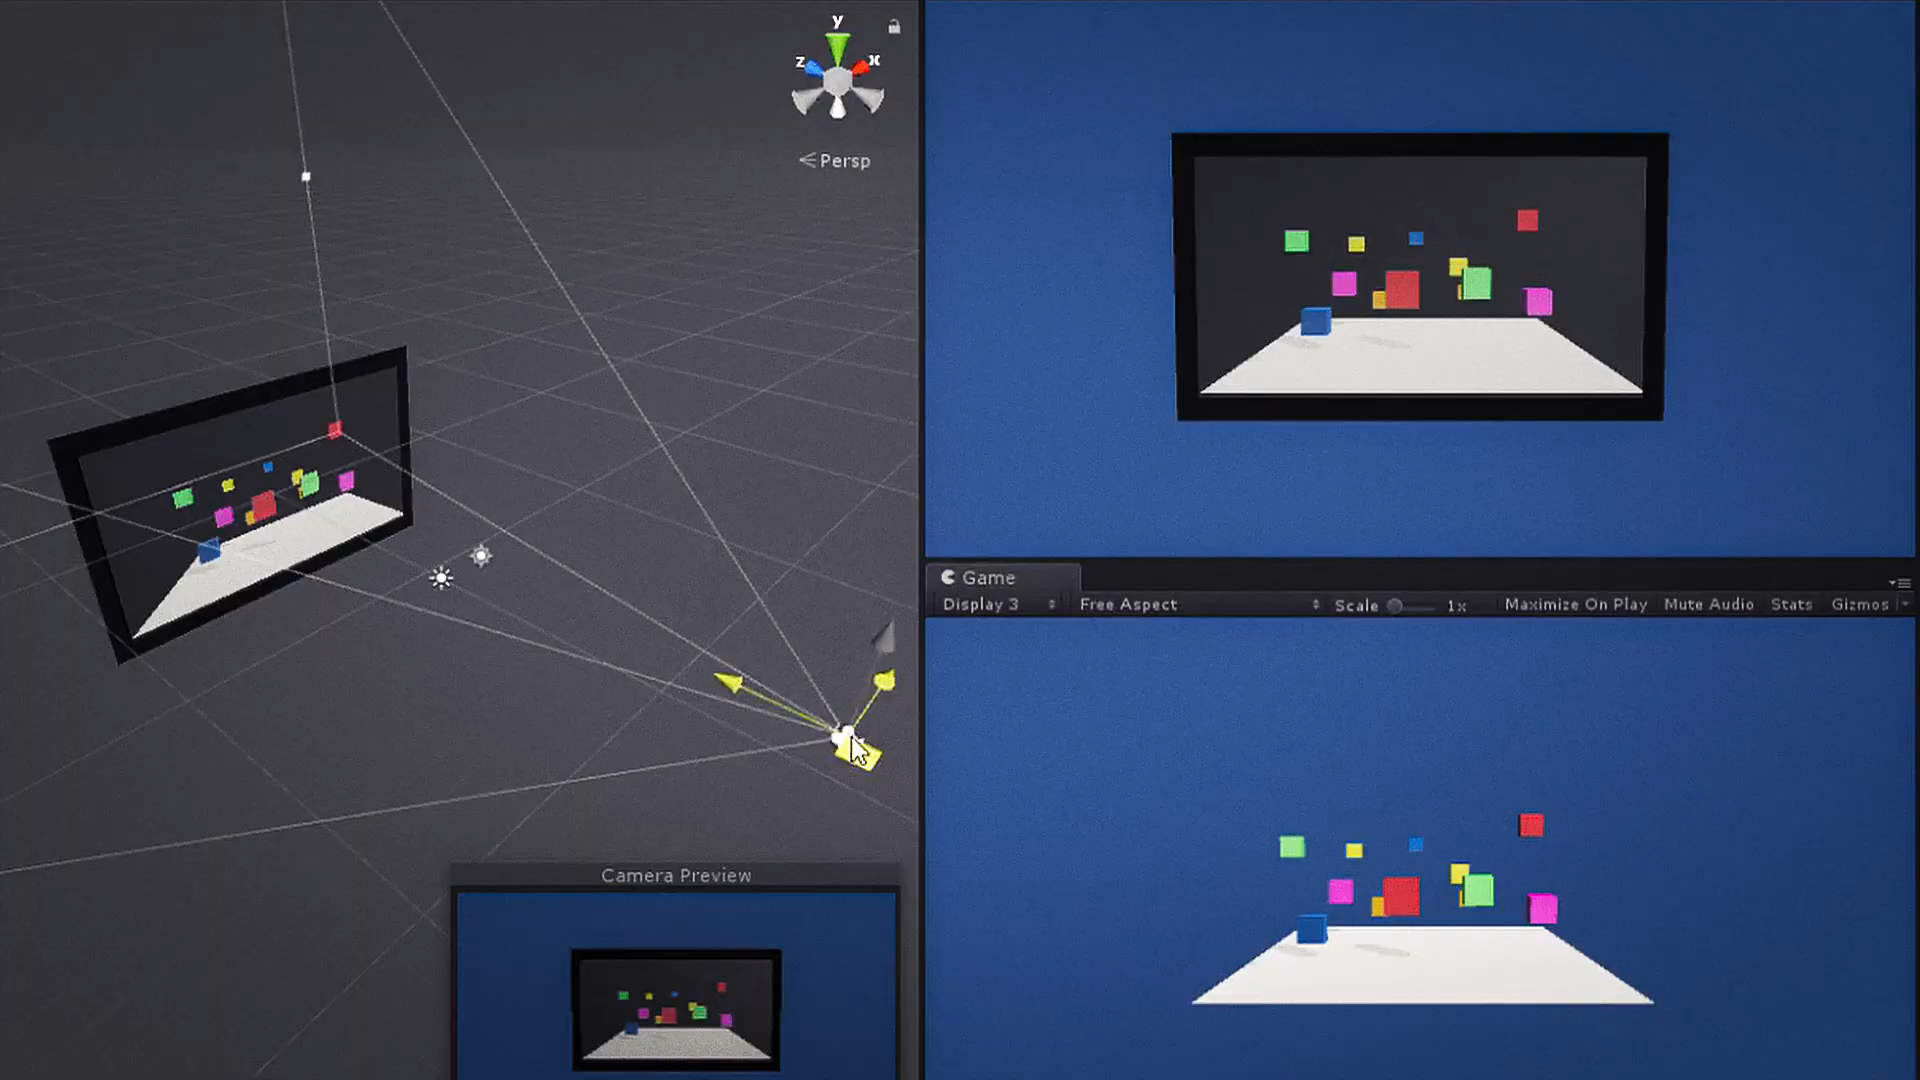 y
z x
Persp
Game
Display 3 Free Aspect Scale 1x Maximize On Play Mute Audio Stats Gizmos
Camera Preview